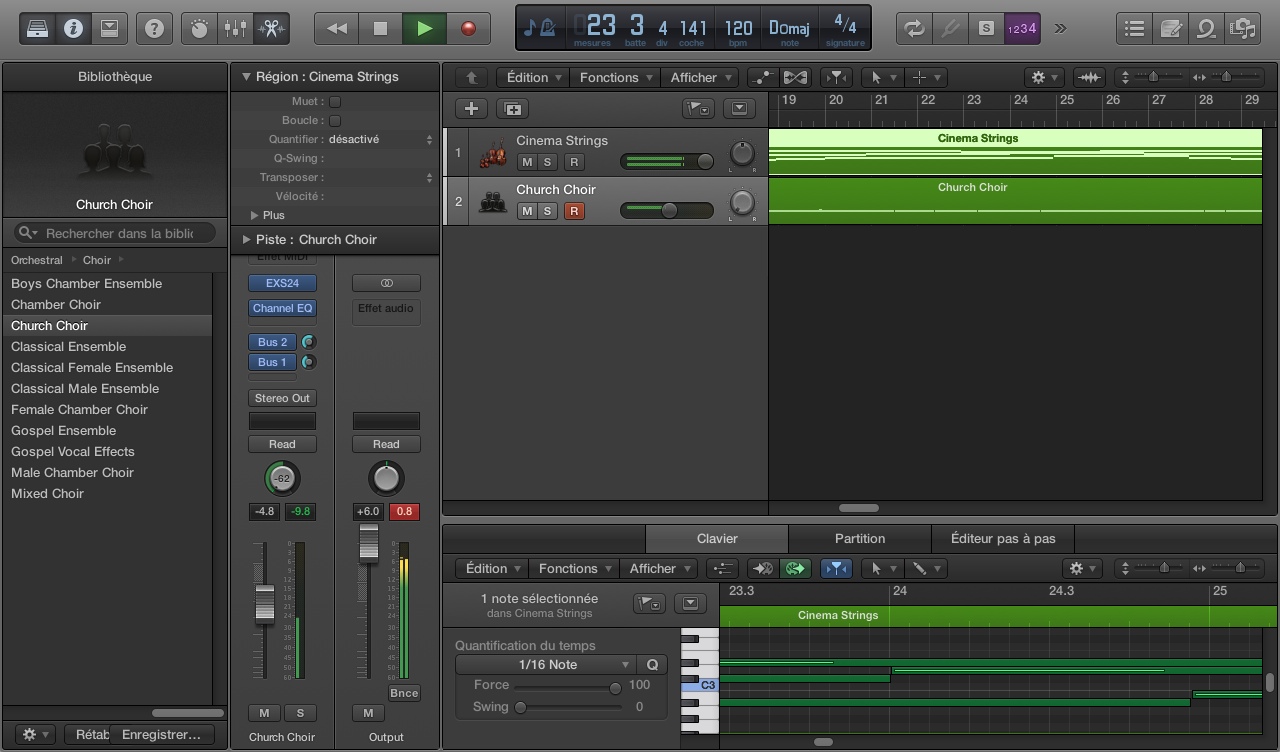 23 3 4 141 120 Domaj 4/4
mesures batte div coche bpm note signature
S 1234
Bibliothèque
Church Choir
Rechercher dans la biblic
Orchestral Choir
Boys Chamber Ensemble
Chamber Choir
Church Choir
Classical Ensemble
Classical Female Ensemble
Classical Male Ensemble
Female Chamber Choir
Gospel Ensemble
Gospel Vocal Effects
Male Chamber Choir
Mixed Choir
Rétab Enregistrer...
Région : Cinema Strings
Muet :
Boucle :
Quantifier : désactivé
Q-Swing :
Transposer :
Vélocité :
Plus
Piste : Church Choir
Effet MIDI
EXS24
Channel EQ Effet audio
Bus 2
Bus 1
Stereo Out
Read Read
-62
-4.8 -9.8 +6.0 0.8
Bnce
M S M
Church Choir Output
Édition Fonctions Afficher
19 20 21 22 23 24 25 26 27 28 29
1 Cinema Strings
M S R
L R
Cinema Strings
2 Church Choir
M S R
L R
Church Choir
Clavier Partition Éditeur pas à pas
Édition Fonctions Afficher
1 note sélectionnée
dans Cinema Strings
23.3 24 24.3 25
Cinema Strings
Quantification du temps
1/16 Note Q
Force 100
Swing 0
C3